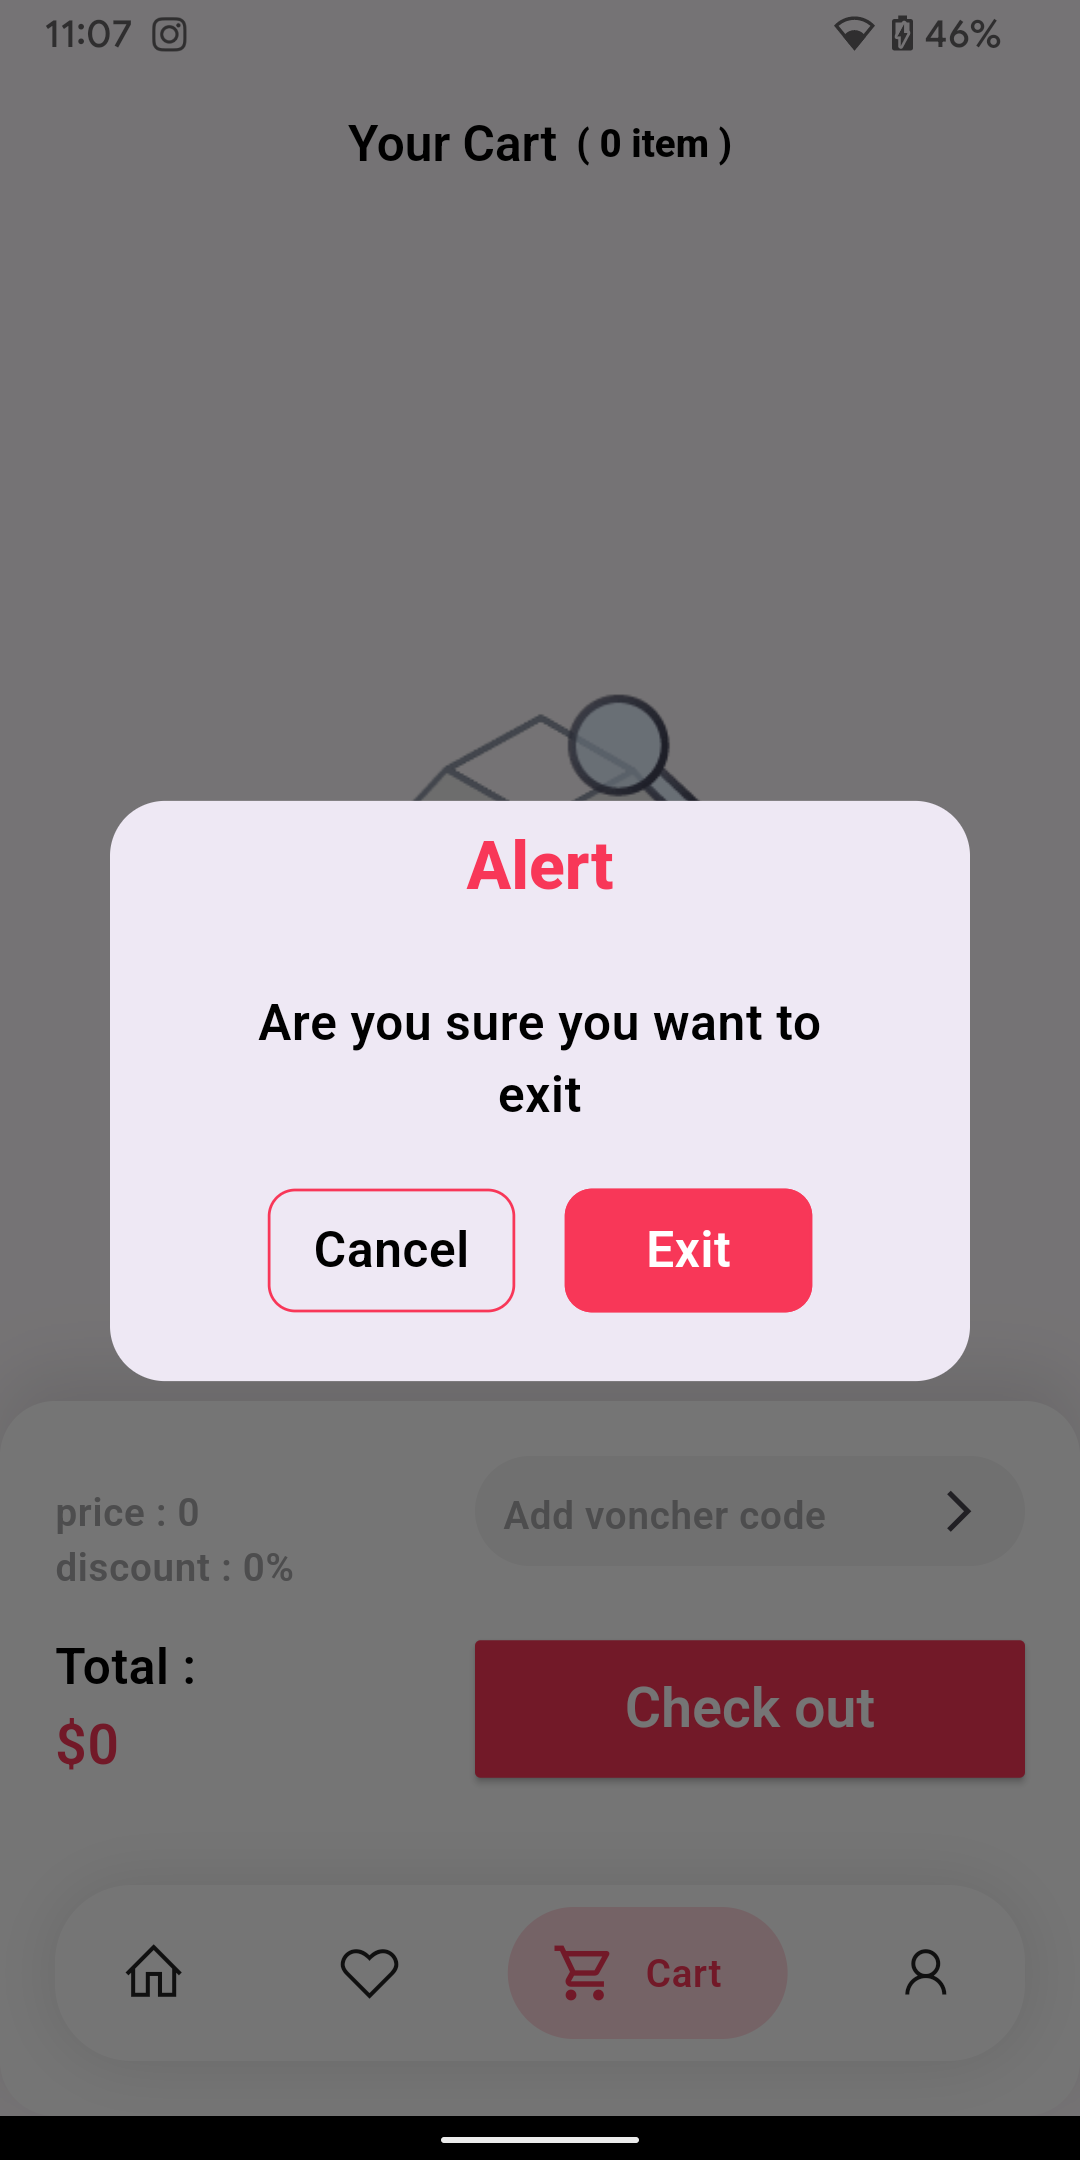 11:07
46%
Your Cart ( 0 item )
Alert
Are you sure you want to
exit
Cancel
Exit
price : 0
Add voncher code
discount : 0%
Total :
$0
Check out
Cart